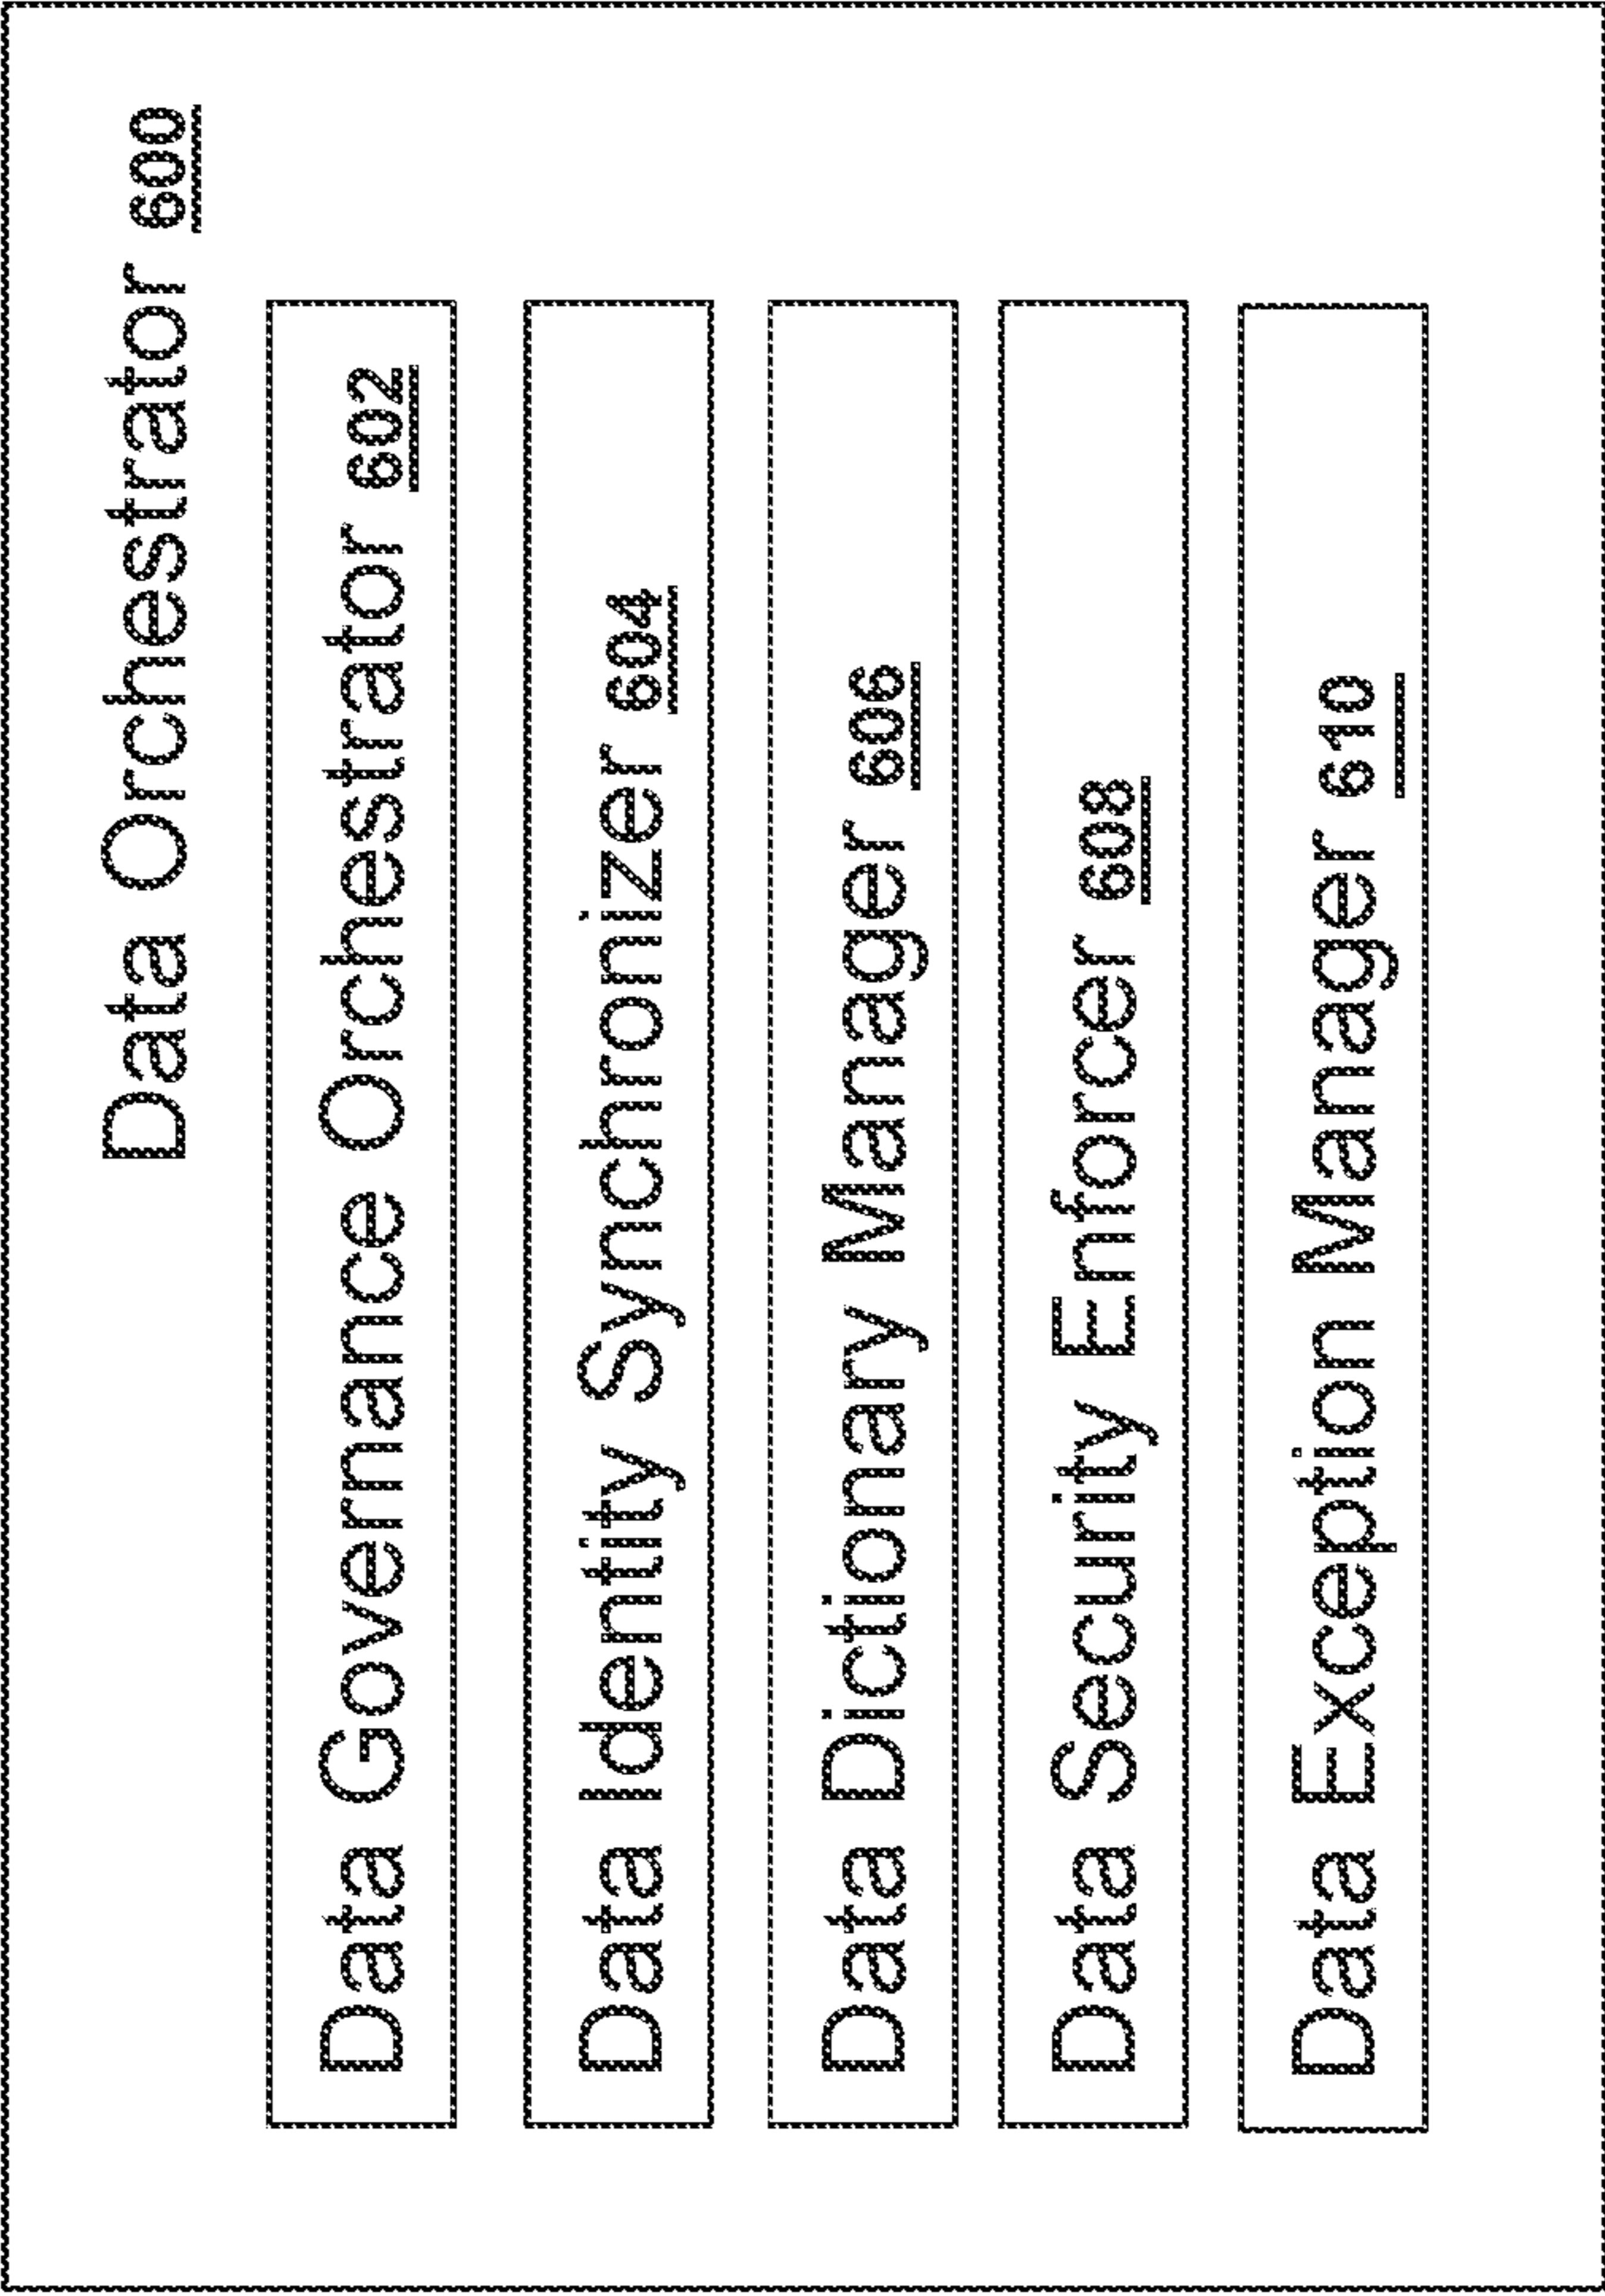 Data Orchestrator 600
Data Governance Orchestrator 602
Data Identity Synchronizer 604
Data Dictionary Manager 606
Data Security Enforcer 608
Data Exception Manager 610